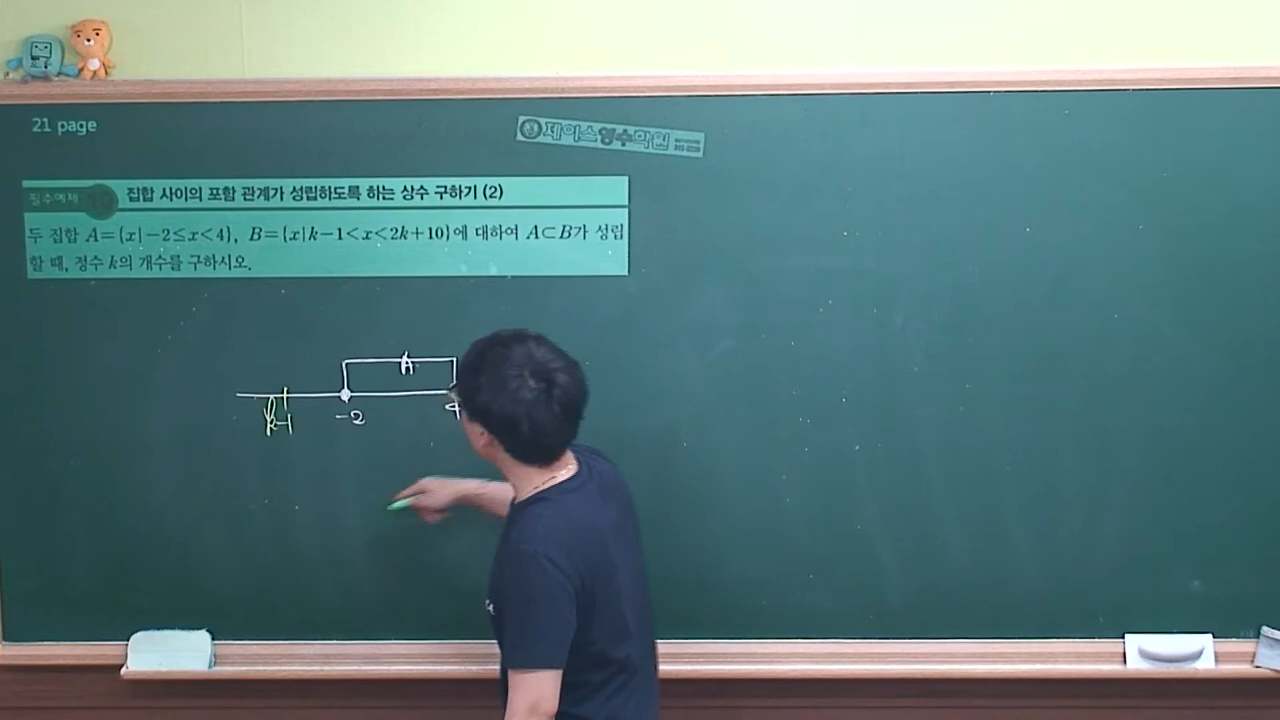 21 page
제이스영수학원
필수예제 집합 사이의 포함 관계가 성립하도록 하는 상수 구하기 (2)
두 집합 A={x|-2≤x<4}, B={x|k-1<x<2k+10}에 대하여 A⊂B가 성립
할 때, 정수 k의 개수를 구하시오.
A
k-1 -2 4